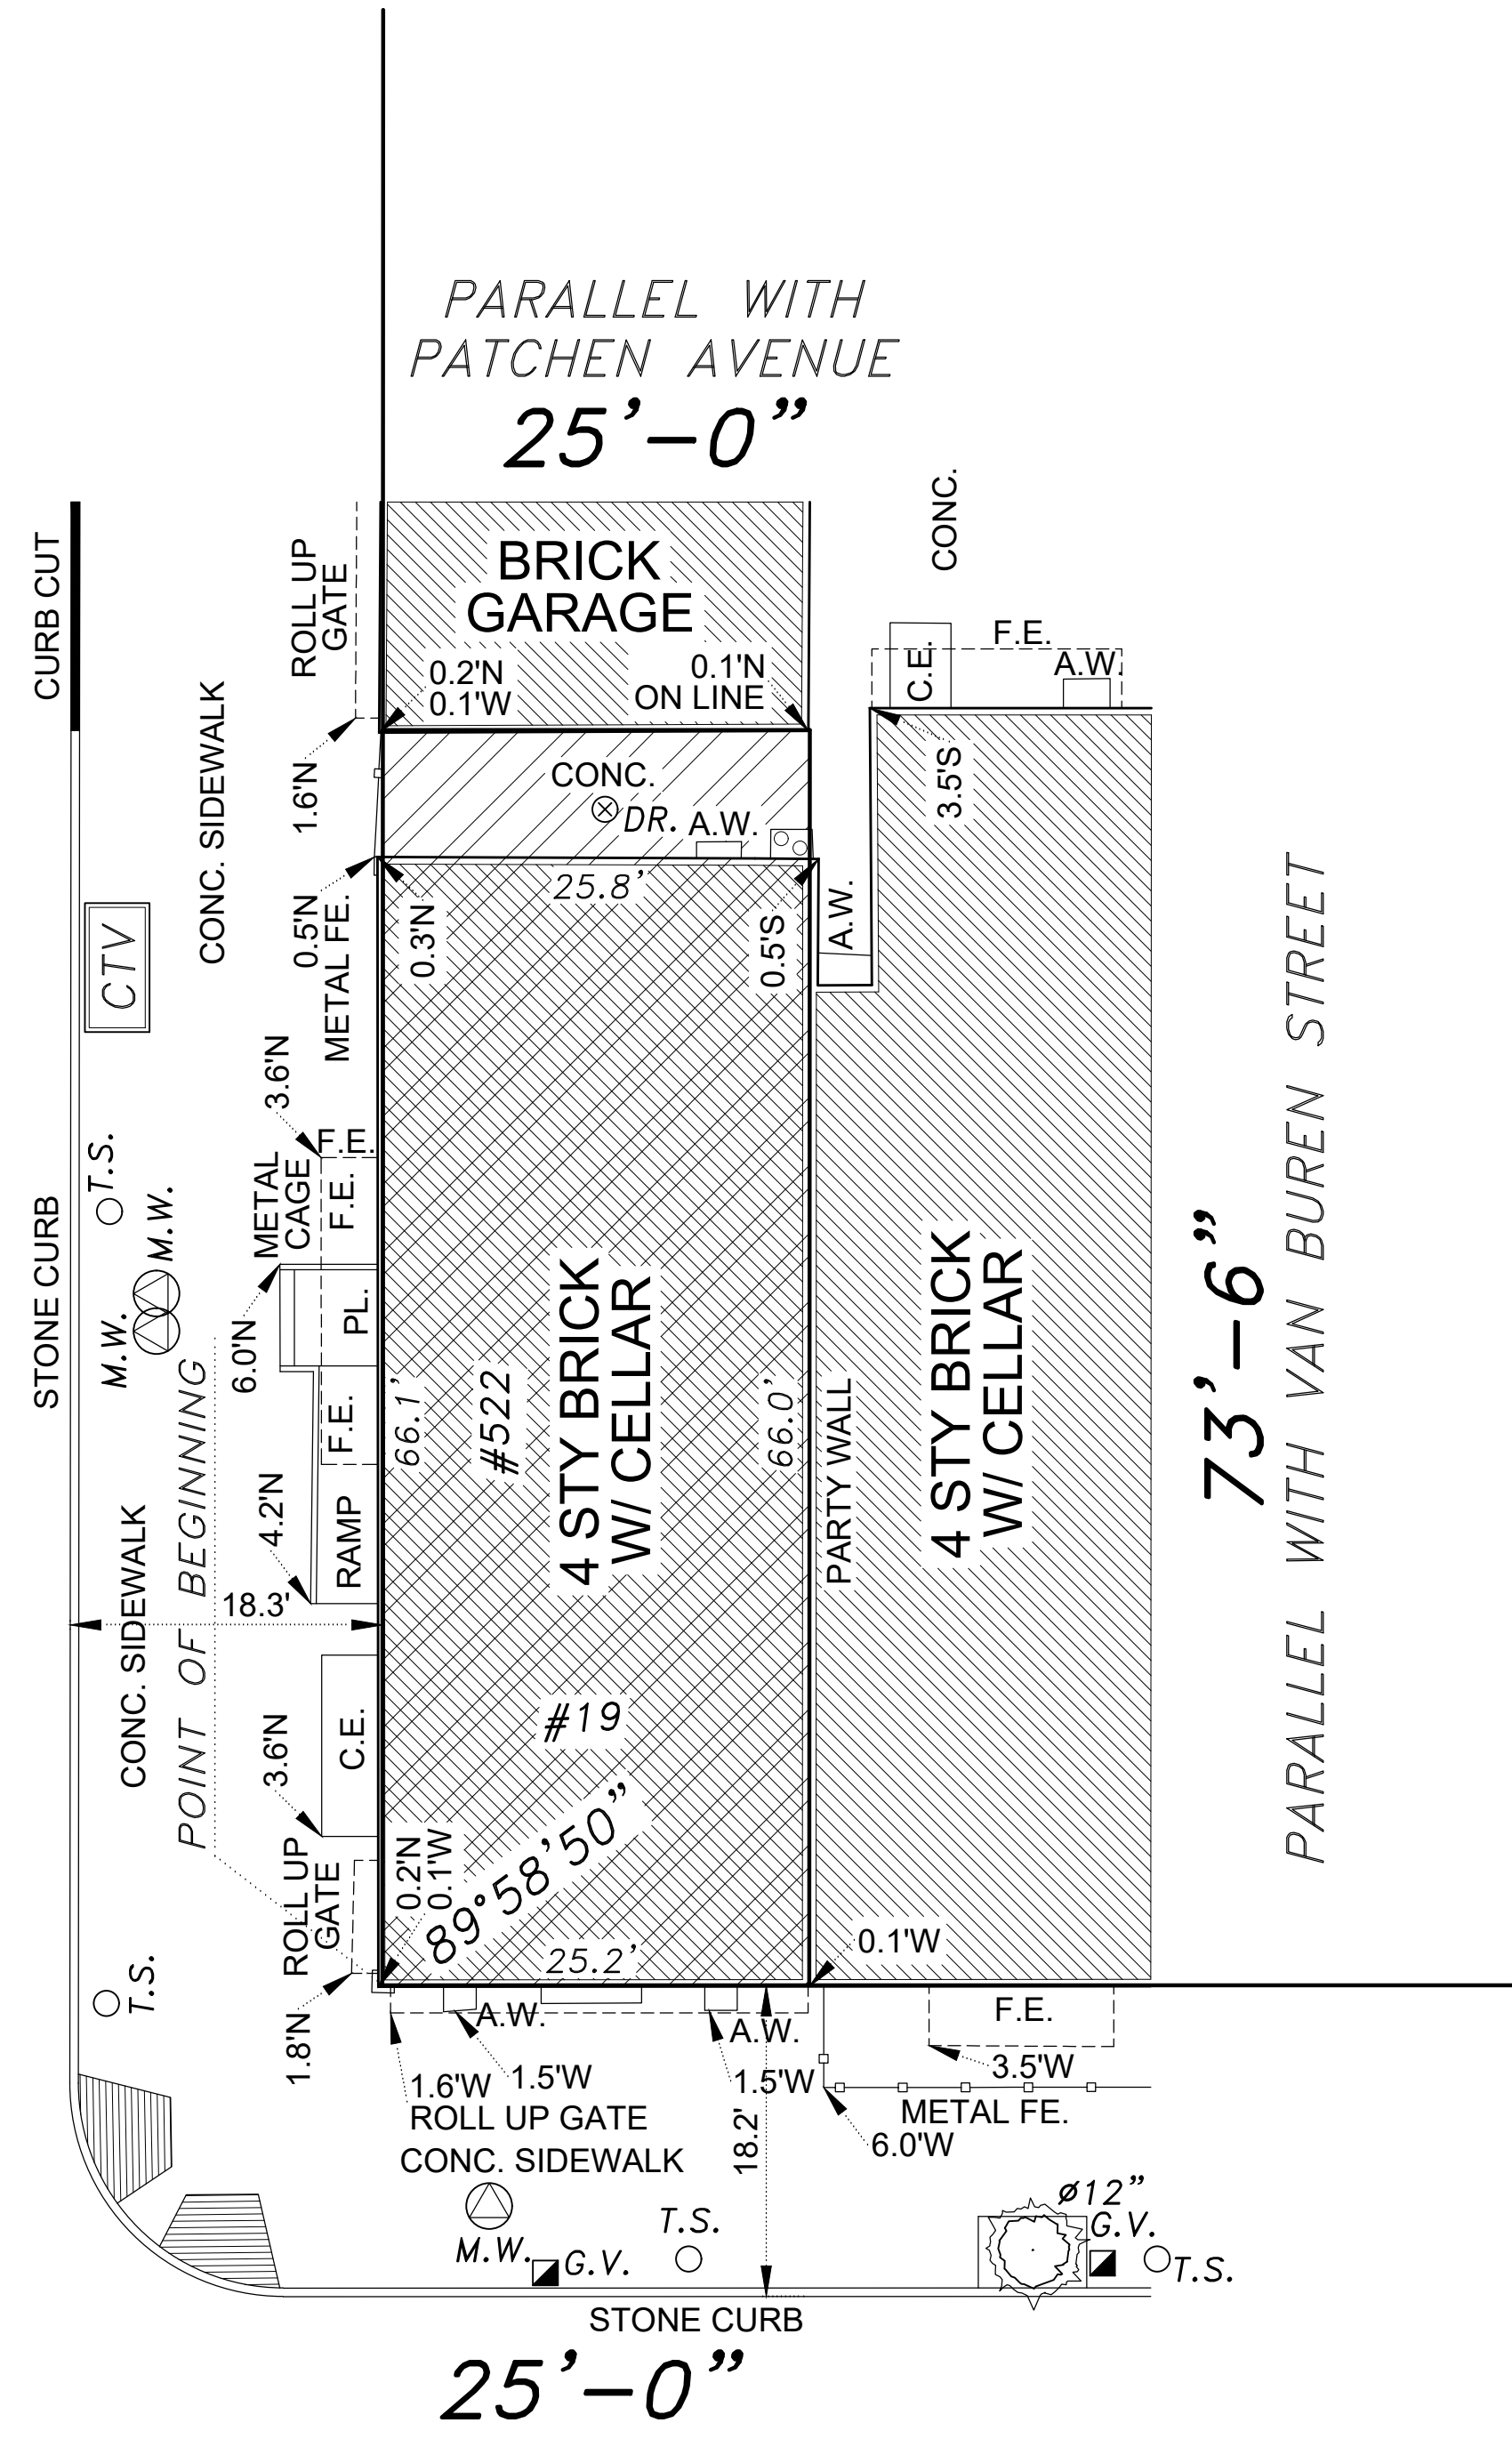 PARALLEL WITH
PATCHEN AVENUE
25'-0"
CURB CUT
ROLL UP
GATE
BRICK
GARAGE
CONC.
0.2'N
0.1'W
0.1'N
ON LINE
C.E.
F.E.
A.W.
CONC. SIDEWALK
1.6'N
CONC.
DR.
A.W.
3.5'S
CTV
0.5'N
METAL FE.
0.3'N
25.8'
0.5'S
A.W.
3.6'N
F.E.
T.S.
M.W.
METAL
CAGE
F.E.
STONE CURB
M.W.
6.0'N
PL.
F.E.
66.1'
#522
4 STY BRICK
W/ CELLAR
66.0'
PARTY WALL
4 STY BRICK
W/ CELLAR
73'-6"
PARALLEL WITH VAN BUREN STREET
CONC. SIDEWALK
POINT OF BEGINNING
4.2'N
RAMP
18.3'
3.6'N
C.E.
#19
ROLL UP
GATE
0.2'N
0.1'W
89°58'50"
25.2'
0.1'W
T.S.
1.8'N
A.W.
A.W.
F.E.
1.6'W
1.5'W
1.5'W
3.5'W
ROLL UP GATE
METAL FE.
CONC. SIDEWALK
18.2'
6.0'W
M.W.
G.V.
T.S.
ø12"
G.V.
T.S.
STONE CURB
25'-0"